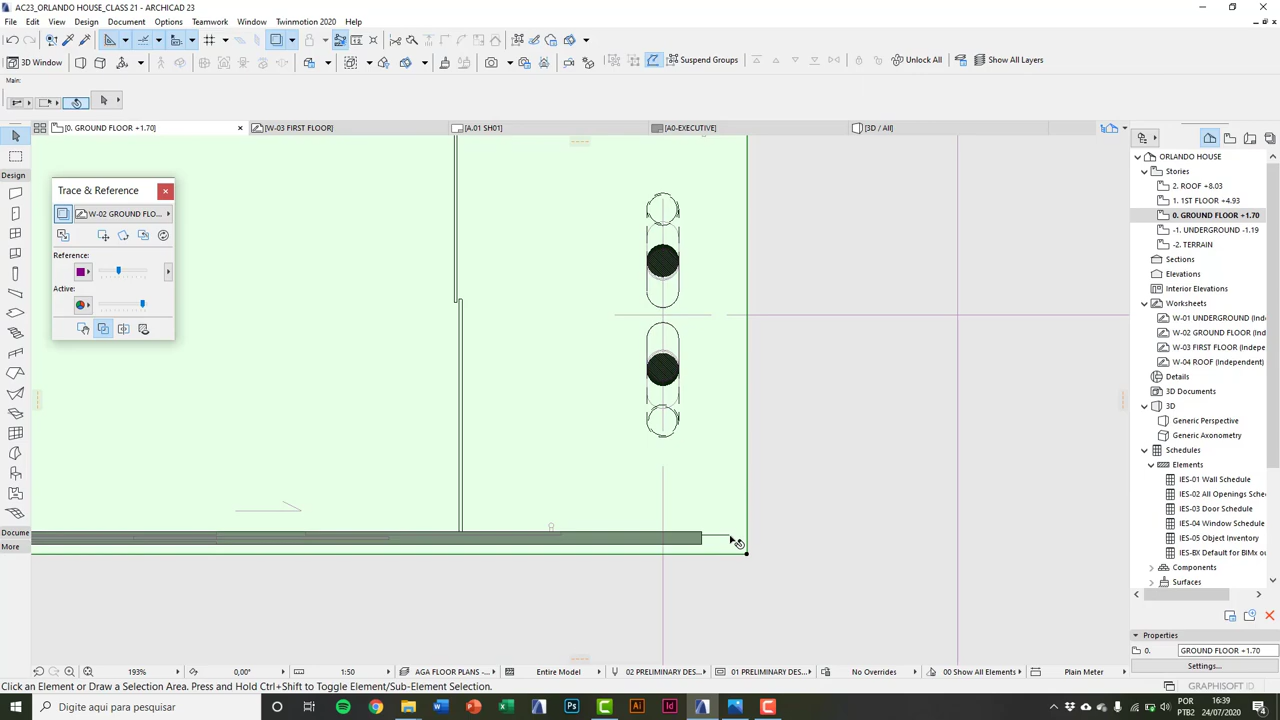 AC23_ORLANDO HOUSE_CLASS 21 - ARCHICAD 23
File Edit View Design Document Options Teamwork Window Twinmotion 2020 Help
3D Window
Suspend Groups
Unlock All
Show All Layers
Main:
[0. GROUND FLOOR +1.70]
[W-03 FIRST FLOOR]
[A.01 SH01]
[A0-EXECUTIVE]
[3D / All]
Design
Trace & Reference
W-02 GROUND FLO...
Reference:
Active:
Docume
More
ORLANDO HOUSE
Stories
2. ROOF +8.03
1. 1ST FLOOR +4.93
0. GROUND FLOOR +1.70
-1. UNDERGROUND -1.19
-2. TERRAIN
Sections
Elevations
Interior Elevations
Worksheets
W-01 UNDERGROUND (Ind
W-02 GROUND FLOOR (In
W-03 FIRST FLOOR (Indepe
W-04 ROOF (Independent)
Details
3D Documents
3D
Generic Perspective
Generic Axonometry
Schedules
Elements
IES-01 Wall Schedule
IES-02 All Openings Sche
IES-03 Door Schedule
IES-04 Window Schedule
IES-05 Object Inventory
IES-BX Default for BIMx ov
Components
Surfaces
Properties
0. GROUND FLOOR +1.70
Settings...
193% 0,00° 1:50 AGA FLOOR PLANS -... Entire Model 02 PRELIMINARY DES... 01 PRELIMINARY DES... No Overrides 00 Show All Elements Plain Meter
Click an Element or Draw a Selection Area. Press and Hold Ctrl+Shift to Toggle Element/Sub-Element Selection.
GRAPHISOFT ID
Digite aqui para pesquisar
POR
PTB2
16:39
24/07/2020